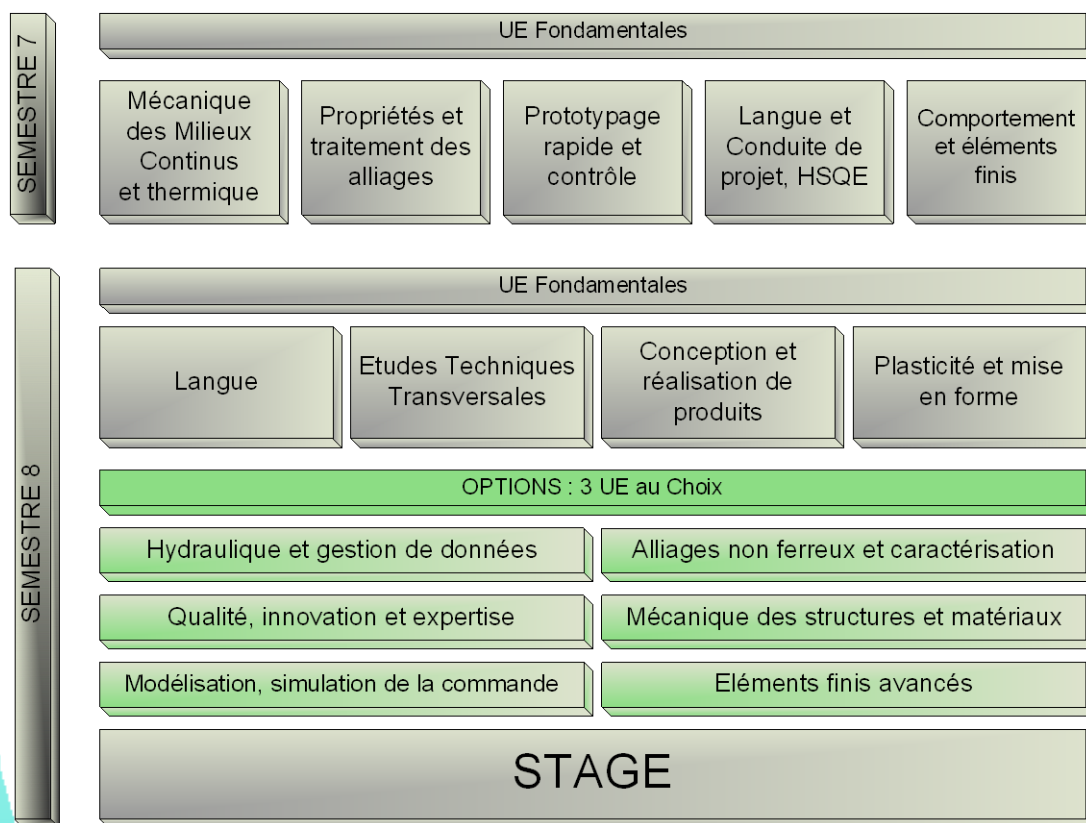 SEMESTRE 7
UE Fondamentales
Mécanique
des Milieux
Continus
et thermique
Propriétés et
traitement des
alliages
Prototypage
rapide et
contrôle
Langue et
Conduite de
projet, HSQE
Comportement
et éléments
finis
SEMESTRE 8
UE Fondamentales
Langue
Etudes Techniques
Transversales
Conception et
réalisation de
produits
Plasticité et mise
en forme
OPTIONS : 3 UE au Choix
Hydraulique et gestion de données
Alliages non ferreux et caractérisation
Qualité, innovation et expertise
Mécanique des structures et matériaux
Modélisation, simulation de la commande
Eléments finis avancés
STAGE